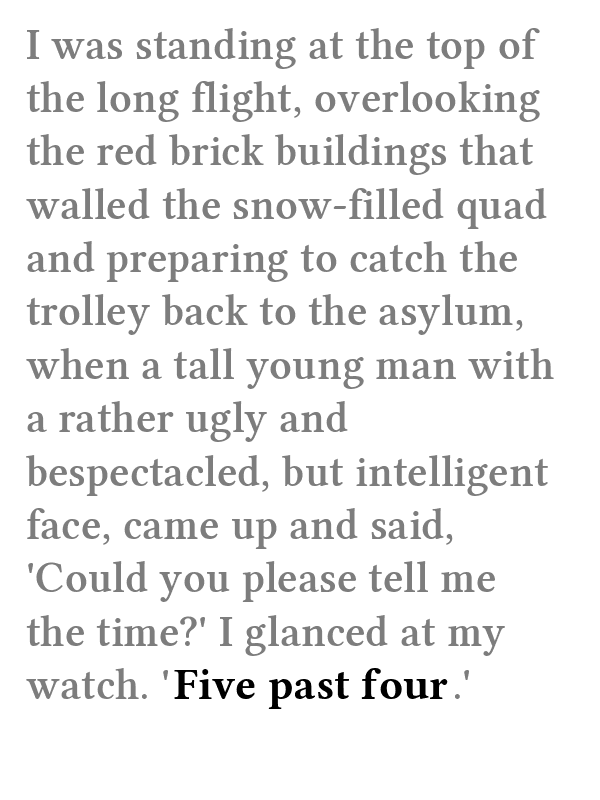 I was standing at the top of
the long flight, overlooking
the red brick buildings that
walled the snow-filled quad
and preparing to catch the
trolley back to the asylum,
when a tall young man with
a rather ugly and
bespectacled, but intelligent
face, came up and said,
'Could you please tell me
the time?' I glanced at my
watch. 'Five past four.'